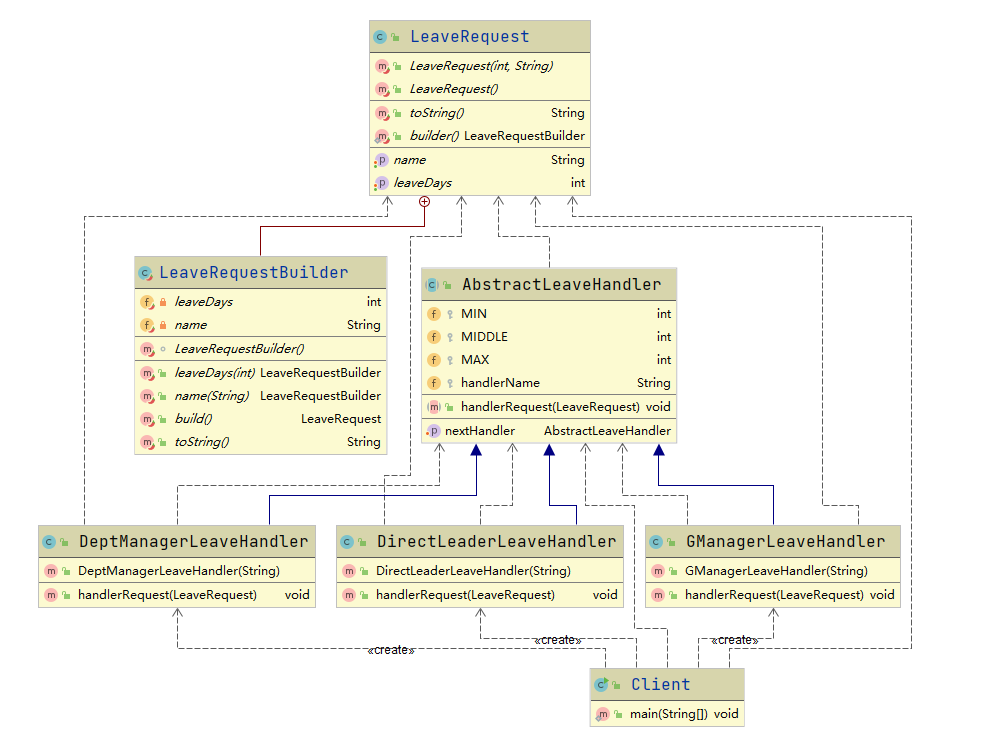 LeaveRequest
LeaveRequest(int, String)
LeaveRequest()
toString() String
builder() LeaveRequestBuilder
name String
leaveDays int
LeaveRequestBuilder
leaveDays int
name String
LeaveRequestBuilder()
leaveDays(int) LeaveRequestBuilder
name(String) LeaveRequestBuilder
build() LeaveRequest
toString() String
AbstractLeaveHandler
MIN int
MIDDLE int
MAX int
handlerName String
handlerRequest(LeaveRequest) void
nextHandler AbstractLeaveHandler
DeptManagerLeaveHandler
DeptManagerLeaveHandler(String)
handlerRequest(LeaveRequest) void
DirectLeaderLeaveHandler
DirectLeaderLeaveHandler(String)
handlerRequest(LeaveRequest) void
GManagerLeaveHandler
GManagerLeaveHandler(String)
handlerRequest(LeaveRequest) void
«create»
«create»
«create»
Client
main(String[]) void